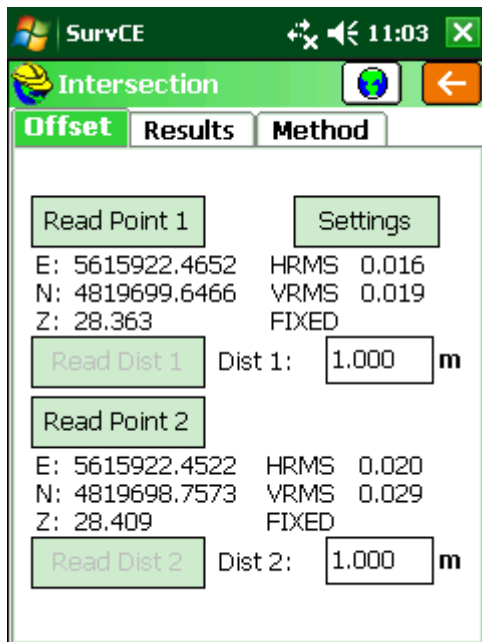 SurvCE 11:03
Intersection
Offset Results Method
Read Point 1 Settings
E: 5615922.4652 HRMS 0.016
N: 4819699.6466 VRMS 0.019
Z: 28.363 FIXED
Read Dist 1 Dist 1: 1.000 m
Read Point 2
E: 5615922.4522 HRMS 0.020
N: 4819698.7573 VRMS 0.029
Z: 28.409 FIXED
Read Dist 2 Dist 2: 1.000 m